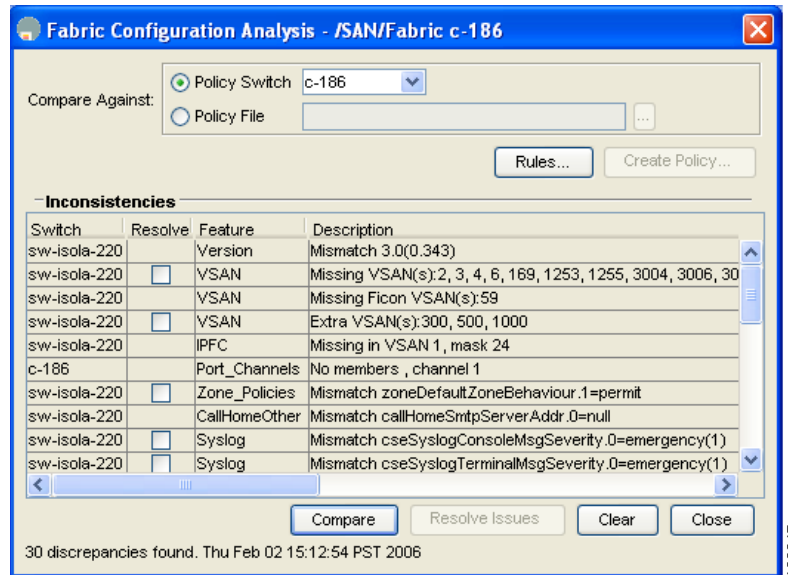 Fabric Configuration Analysis - /SAN/Fabric c-186
Compare Against:
Policy Switch c-186
Policy File
...
Rules... Create Policy...
Inconsistencies
Switch Resolve Feature Description
sw-isola-220 Version Mismatch 3.0(0.343)
sw-isola-220 VSAN Missing VSAN(s):2, 3, 4, 6, 169, 1253, 1255, 3004, 3006, 30
sw-isola-220 VSAN Missing Ficon VSAN(s):59
sw-isola-220 VSAN Extra VSAN(s):300, 500, 1000
sw-isola-220 IPFC Missing in VSAN 1, mask 24
c-186 Port_Channels No members , channel 1
sw-isola-220 Zone_Policies Mismatch zoneDefaultZoneBehaviour.1=permit
sw-isola-220 CallHomeOther Mismatch callHomeSmtpServerAddr.0=null
sw-isola-220 Syslog Mismatch cseSyslogConsoleMsgSeverity.0=emergency(1)
sw-isola-220 Syslog Mismatch cseSyslogTerminalMsgSeverity.0=emergency(1)
Compare Resolve Issues Clear Close
30 discrepancies found. Thu Feb 02 15:12:54 PST 2006